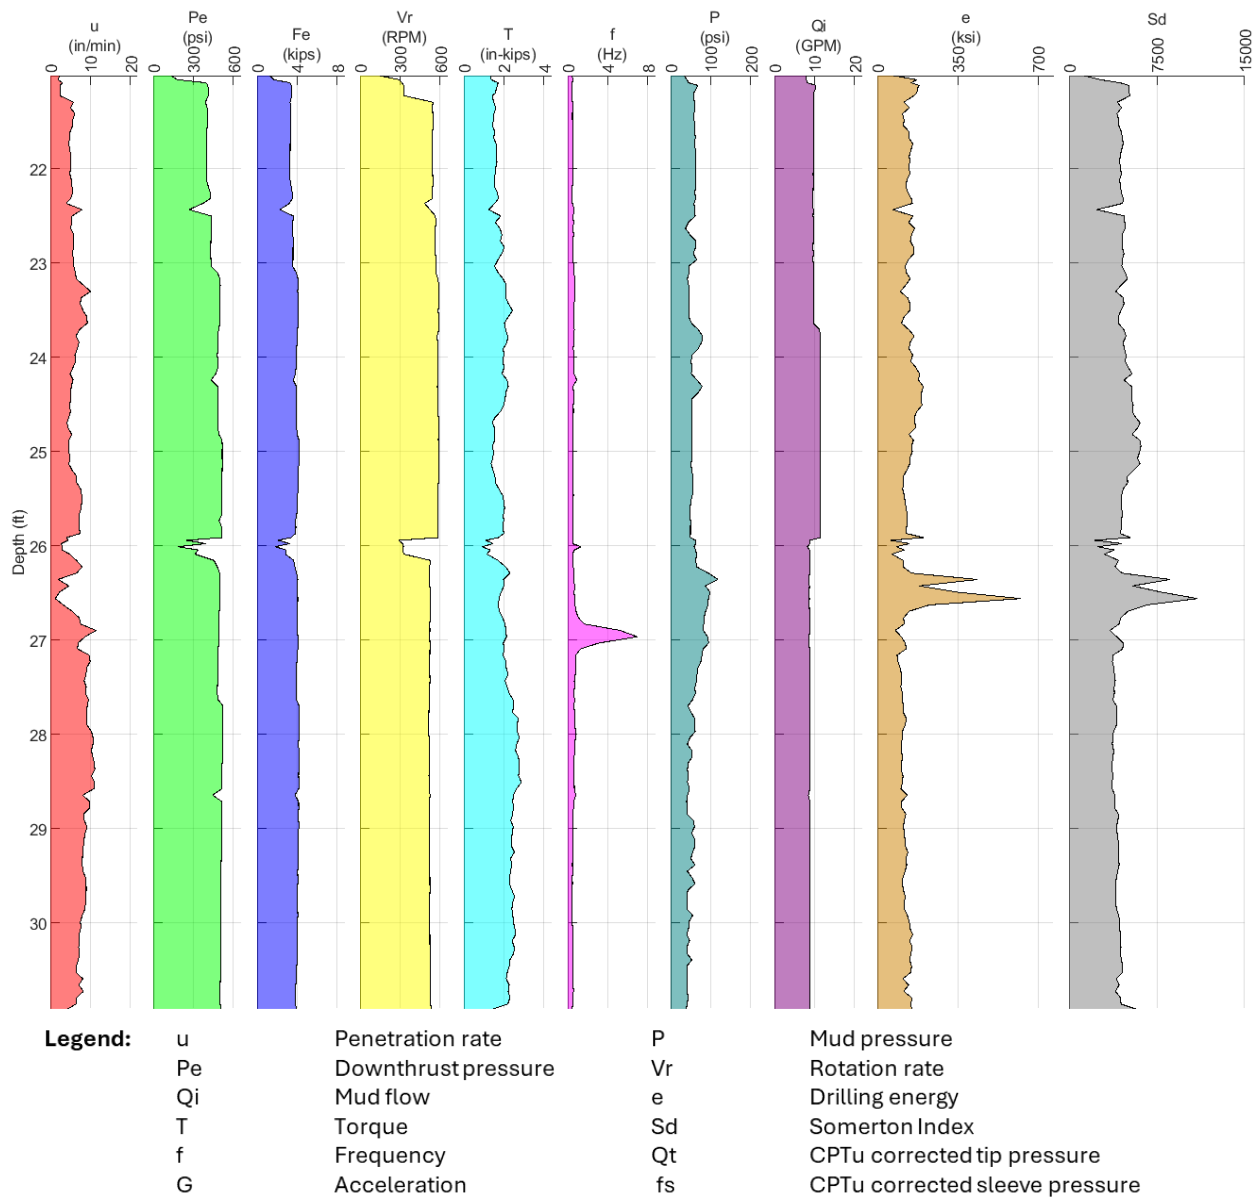 u
(in/min)
0
10
20
Pe
(psi)
0
300
600
Fe
(kips)
0
4
8
Vr
(RPM)
0
300
600
T
(in-kips)
0
2
4
f
(Hz)
0
4
8
P
(psi)
0
100
200
Qi
(GPM)
0
10
20
e
(ksi)
0
35
70
Sd
0
7500
15000
Depth (ft)
22
23
24
25
26
27
28
29
30
Legend: u Penetration rate P Mud pressure
Pe Downthrust pressure Vr Rotation rate
Qi Mud flow e Drilling energy
T Torque Sd Somerton Index
f Frequency Qt CPTu corrected tip pressure
G Acceleration fs CPTu corrected sleeve pressure